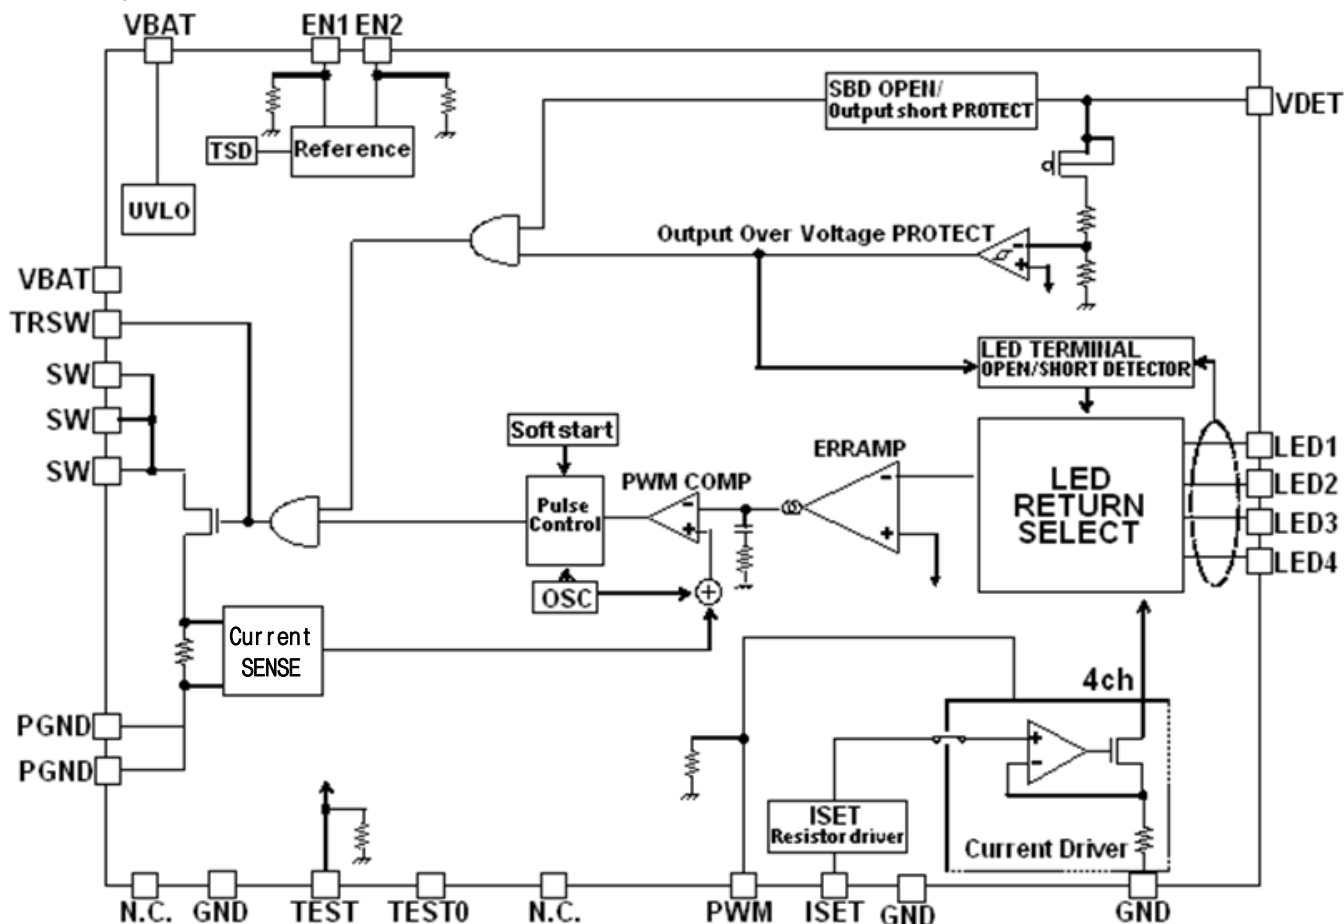 VBAT
EN1 EN2
SBD OPEN/
Output short PROTECT
VDET
TSD
Reference
UVLO
Output Over Voltage PROTECT
-
+
VBAT
TRSW
SW
SW
SW
LED TERMINAL
OPEN/SHORT DETECTOR
Soft start
Pulse
Control
PWM COMP
-
+
ERRAMP
-
+
LED
RETURN
SELECT
LED1
LED2
LED3
LED4
OSC
+
Current
SENSE
4ch
PGND
PGND
+
-
ISET
Resistor driver
Current Driver
N.C.
GND
TEST
TEST0
N.C.
PWM
ISET
GND
GND